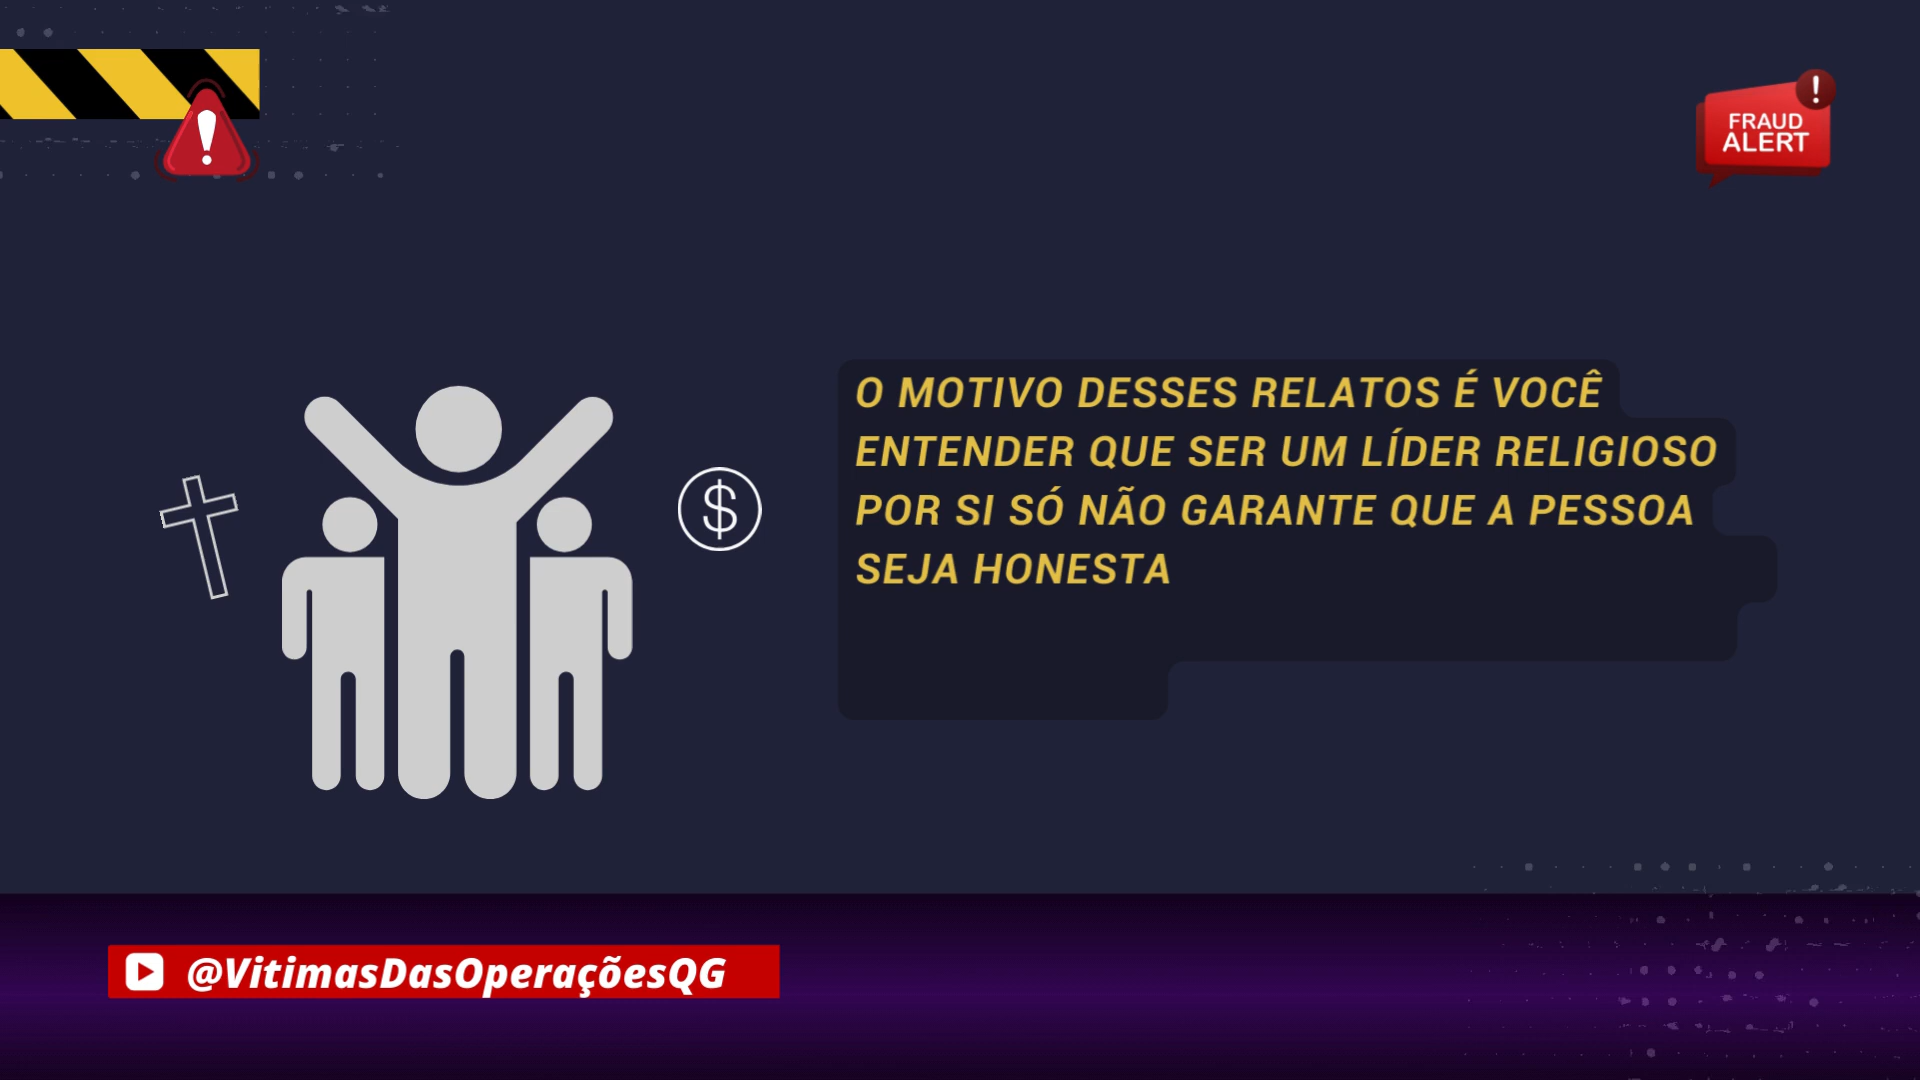 FRAUD
ALERT
O MOTIVO DESSES RELATOS É VOCÊ
ENTENDER QUE SER UM LÍDER RELIGIOSO
POR SI SÓ NÃO GARANTE QUE A PESSOA
SEJA HONESTA
@VitimasDasOperaçõesQG